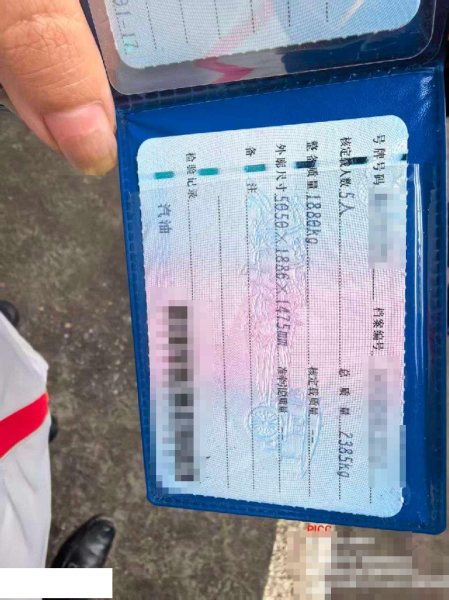 号牌号码 档案编号
核定载人数 5人 总质量 2385kg
整备质量 1880kg 核定载质量 --
外廓尺寸 5050×1886×1475mm 准牵引总质量 --
备注
检验记录
汽油
PICC